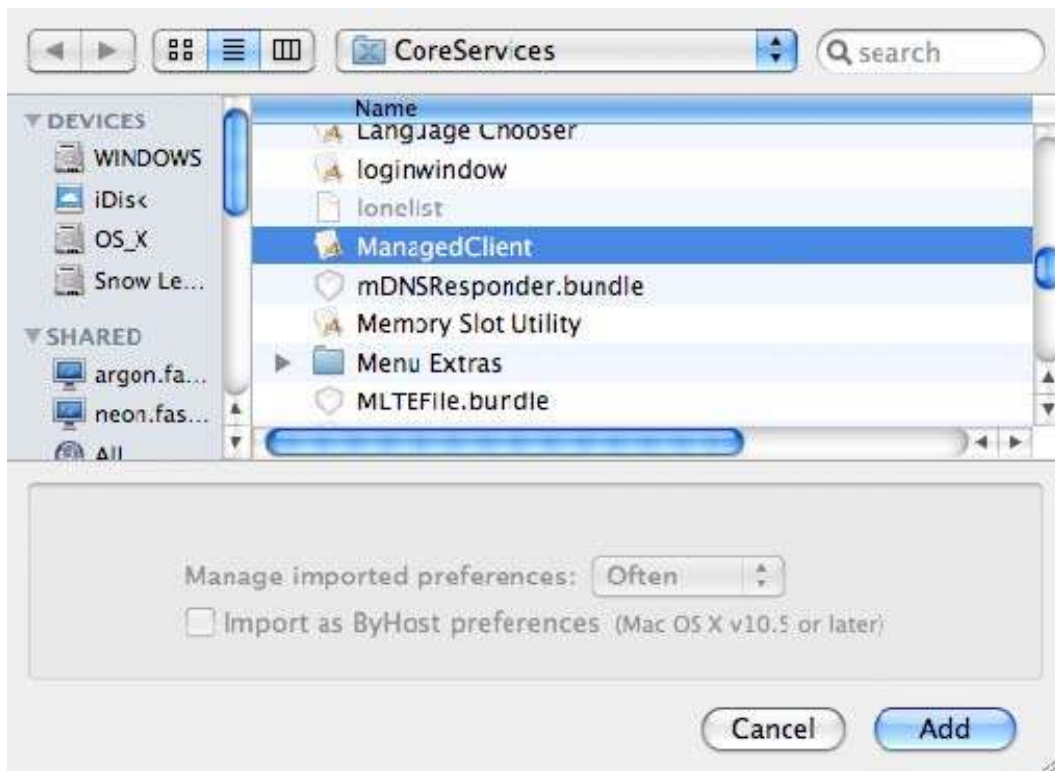 CoreServices
search
DEVICES
WINDOWS
iDisk
OS_X
Snow Le...
SHARED
argon.fa...
neon.fas...
All
Name
Language Chooser
loginwindow
lonelist
ManagedClient
mDNSResponder.bundle
Memory Slot Utility
Menu Extras
MLTEFile.bundle
Manage imported preferences: Often
Import as ByHost preferences (Mac OS X v10.5 or later)
Cancel
Add